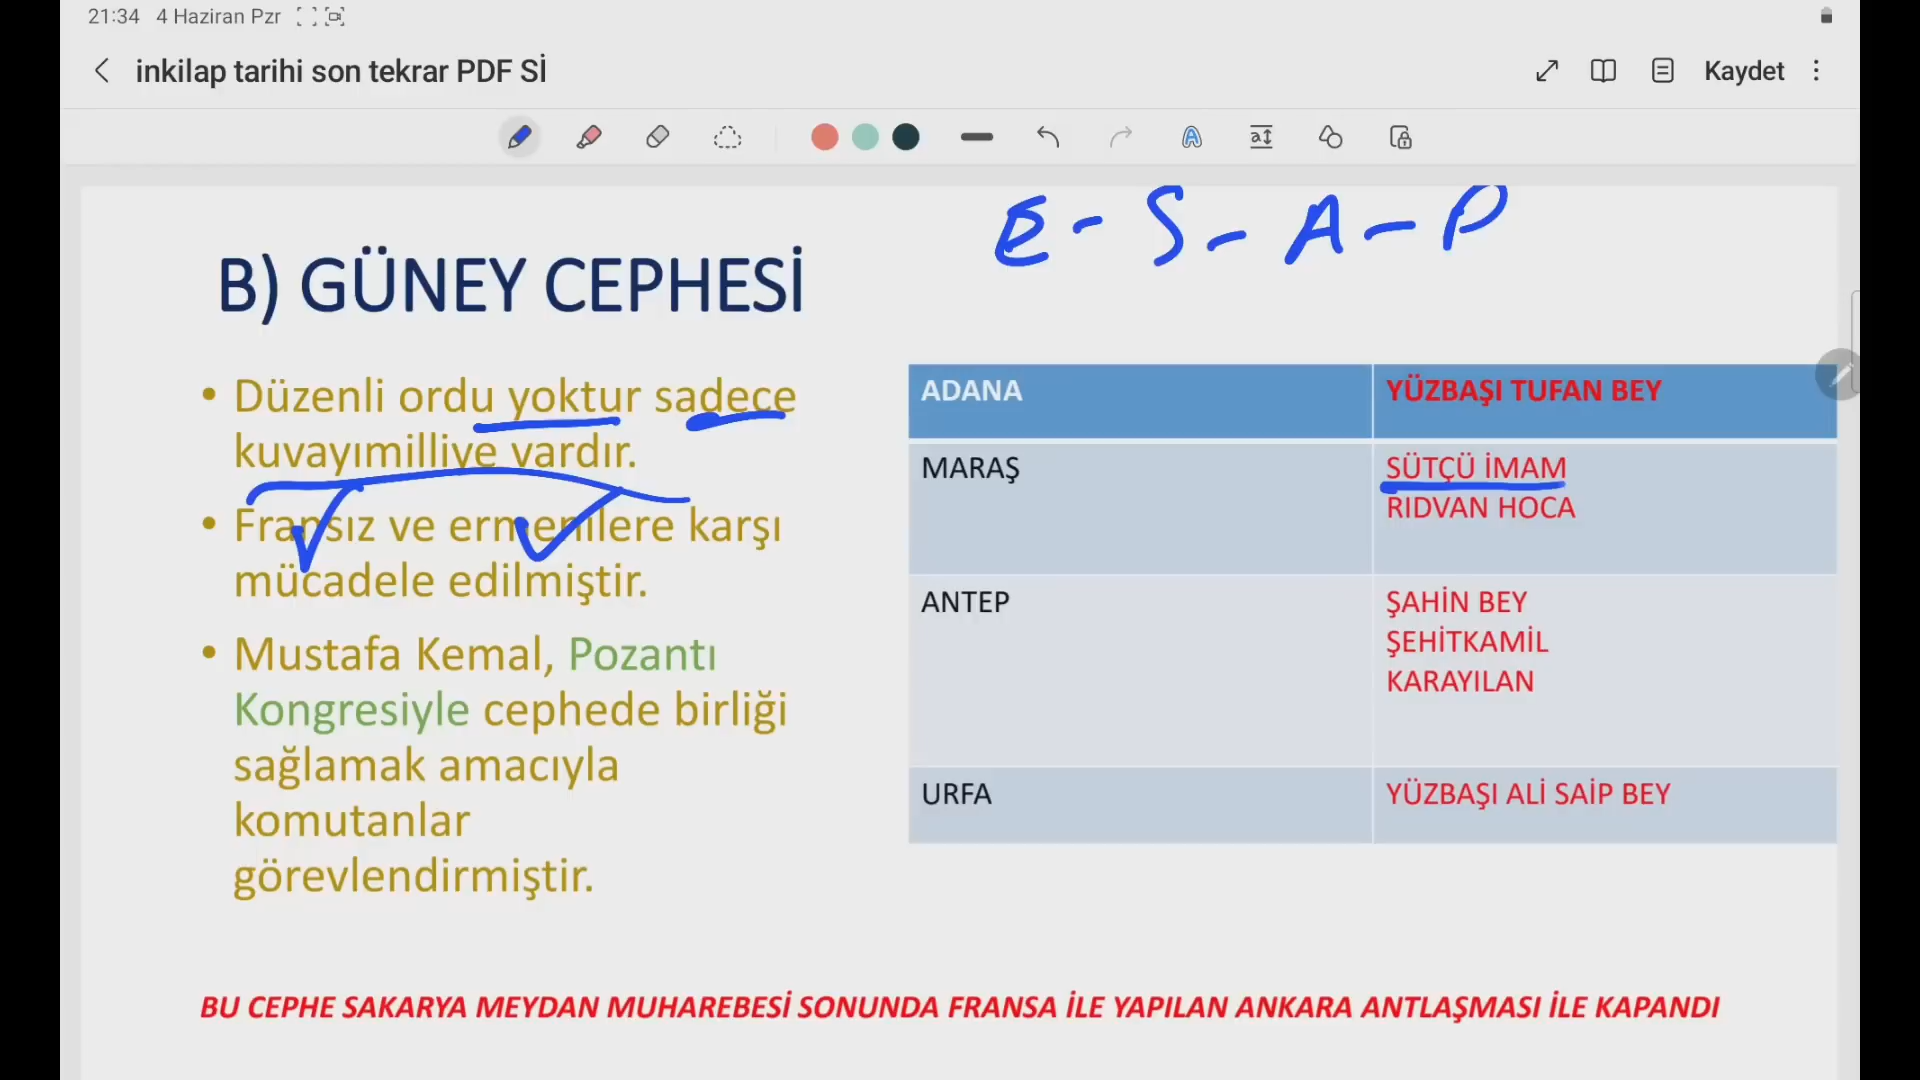 21:34 4 Haziran Pzr
inkilap tarihi son tekrar PDF Sİ
Kaydet
E - S - A - P
B) GÜNEY CEPHESİ
• Düzenli ordu yoktur sadece
kuvayımilliye vardır.
• Fransız ve ermenilere karşı
mücadele edilmiştir.
• Mustafa Kemal, Pozantı
Kongresiyle cephede birliği
sağlamak amacıyla
komutanlar
görevlendirmiştir.
ADANA YÜZBAŞI TUFAN BEY
MARAŞ SÜTÇÜ İMAM
RIDVAN HOCA
ANTEP ŞAHİN BEY
ŞEHİTKAMİL
KARAYILAN
URFA YÜZBAŞI ALİ SAİP BEY
BU CEPHE SAKARYA MEYDAN MUHAREBESİ SONUNDA FRANSA İLE YAPILAN ANKARA ANTLAŞMASI İLE KAPANDI